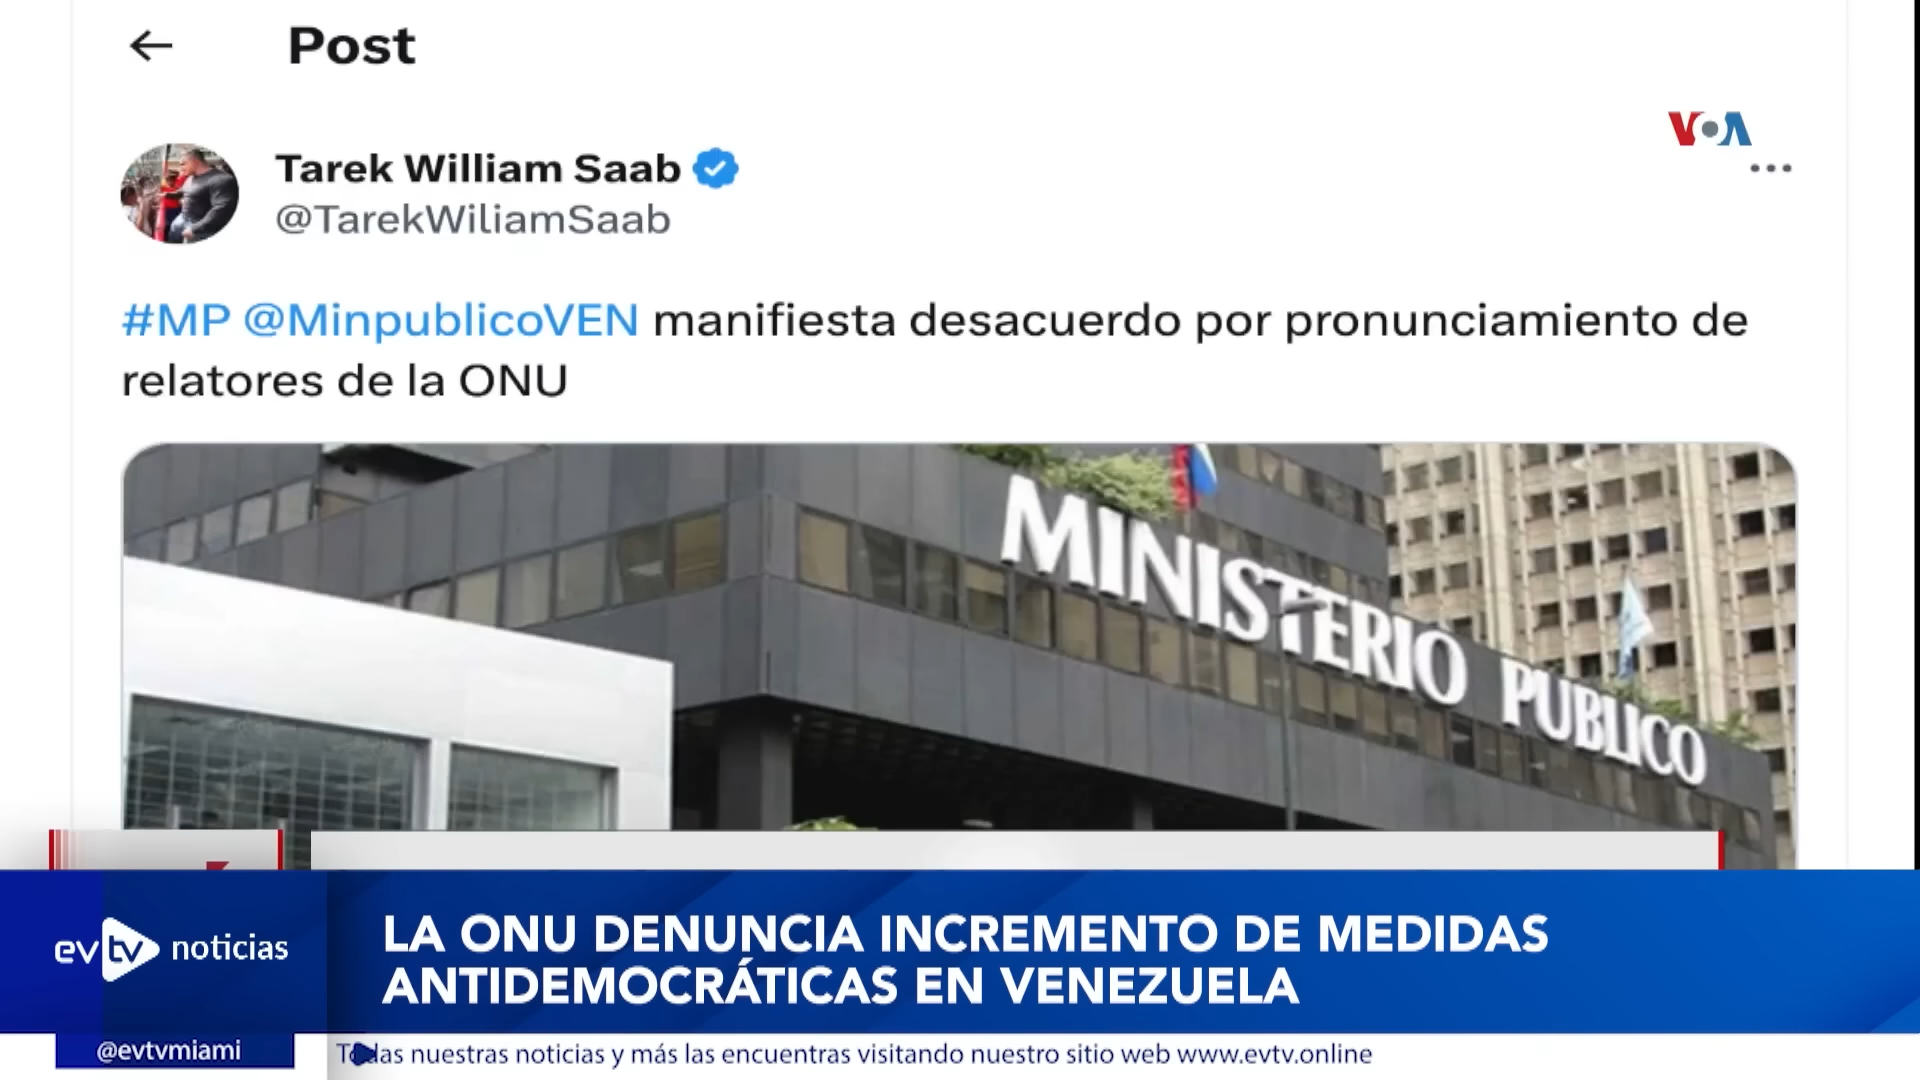 Post
VOA
Tarek William Saab
@TarekWiliamSaab
#MP @MinpublicoVEN manifiesta desacuerdo por pronunciamiento de
relatores de la ONU
MINISTERIO PUBLICO
LA ONU DENUNCIA INCREMENTO DE MEDIDAS
ANTIDEMOCRÁTICAS EN VENEZUELA
evtv noticias
@evtvmiami
Todas nuestras noticias y más las encuentras visitando nuestro sitio web www.evtv.online